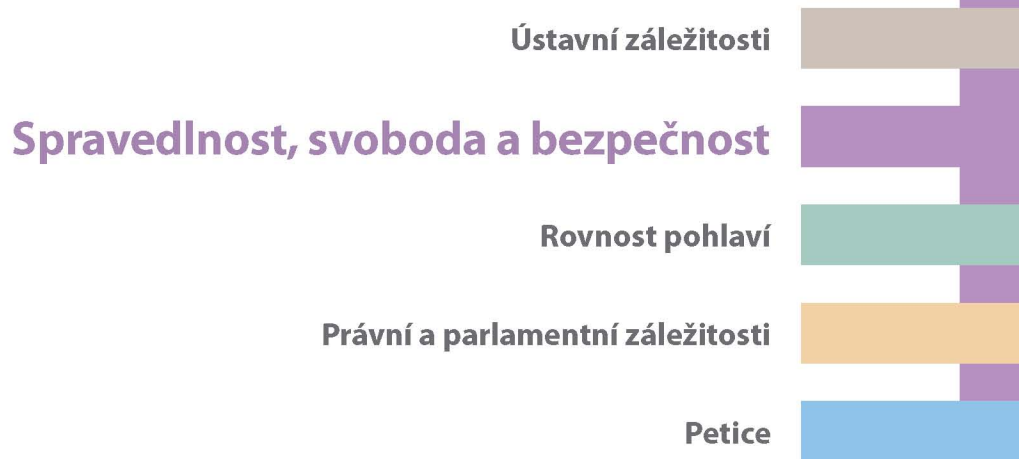 Ústavní záležitosti
Spravedlnost, svoboda a bezpečnost
Rovnost pohlaví
Právní a parlamentní záležitosti
Petice